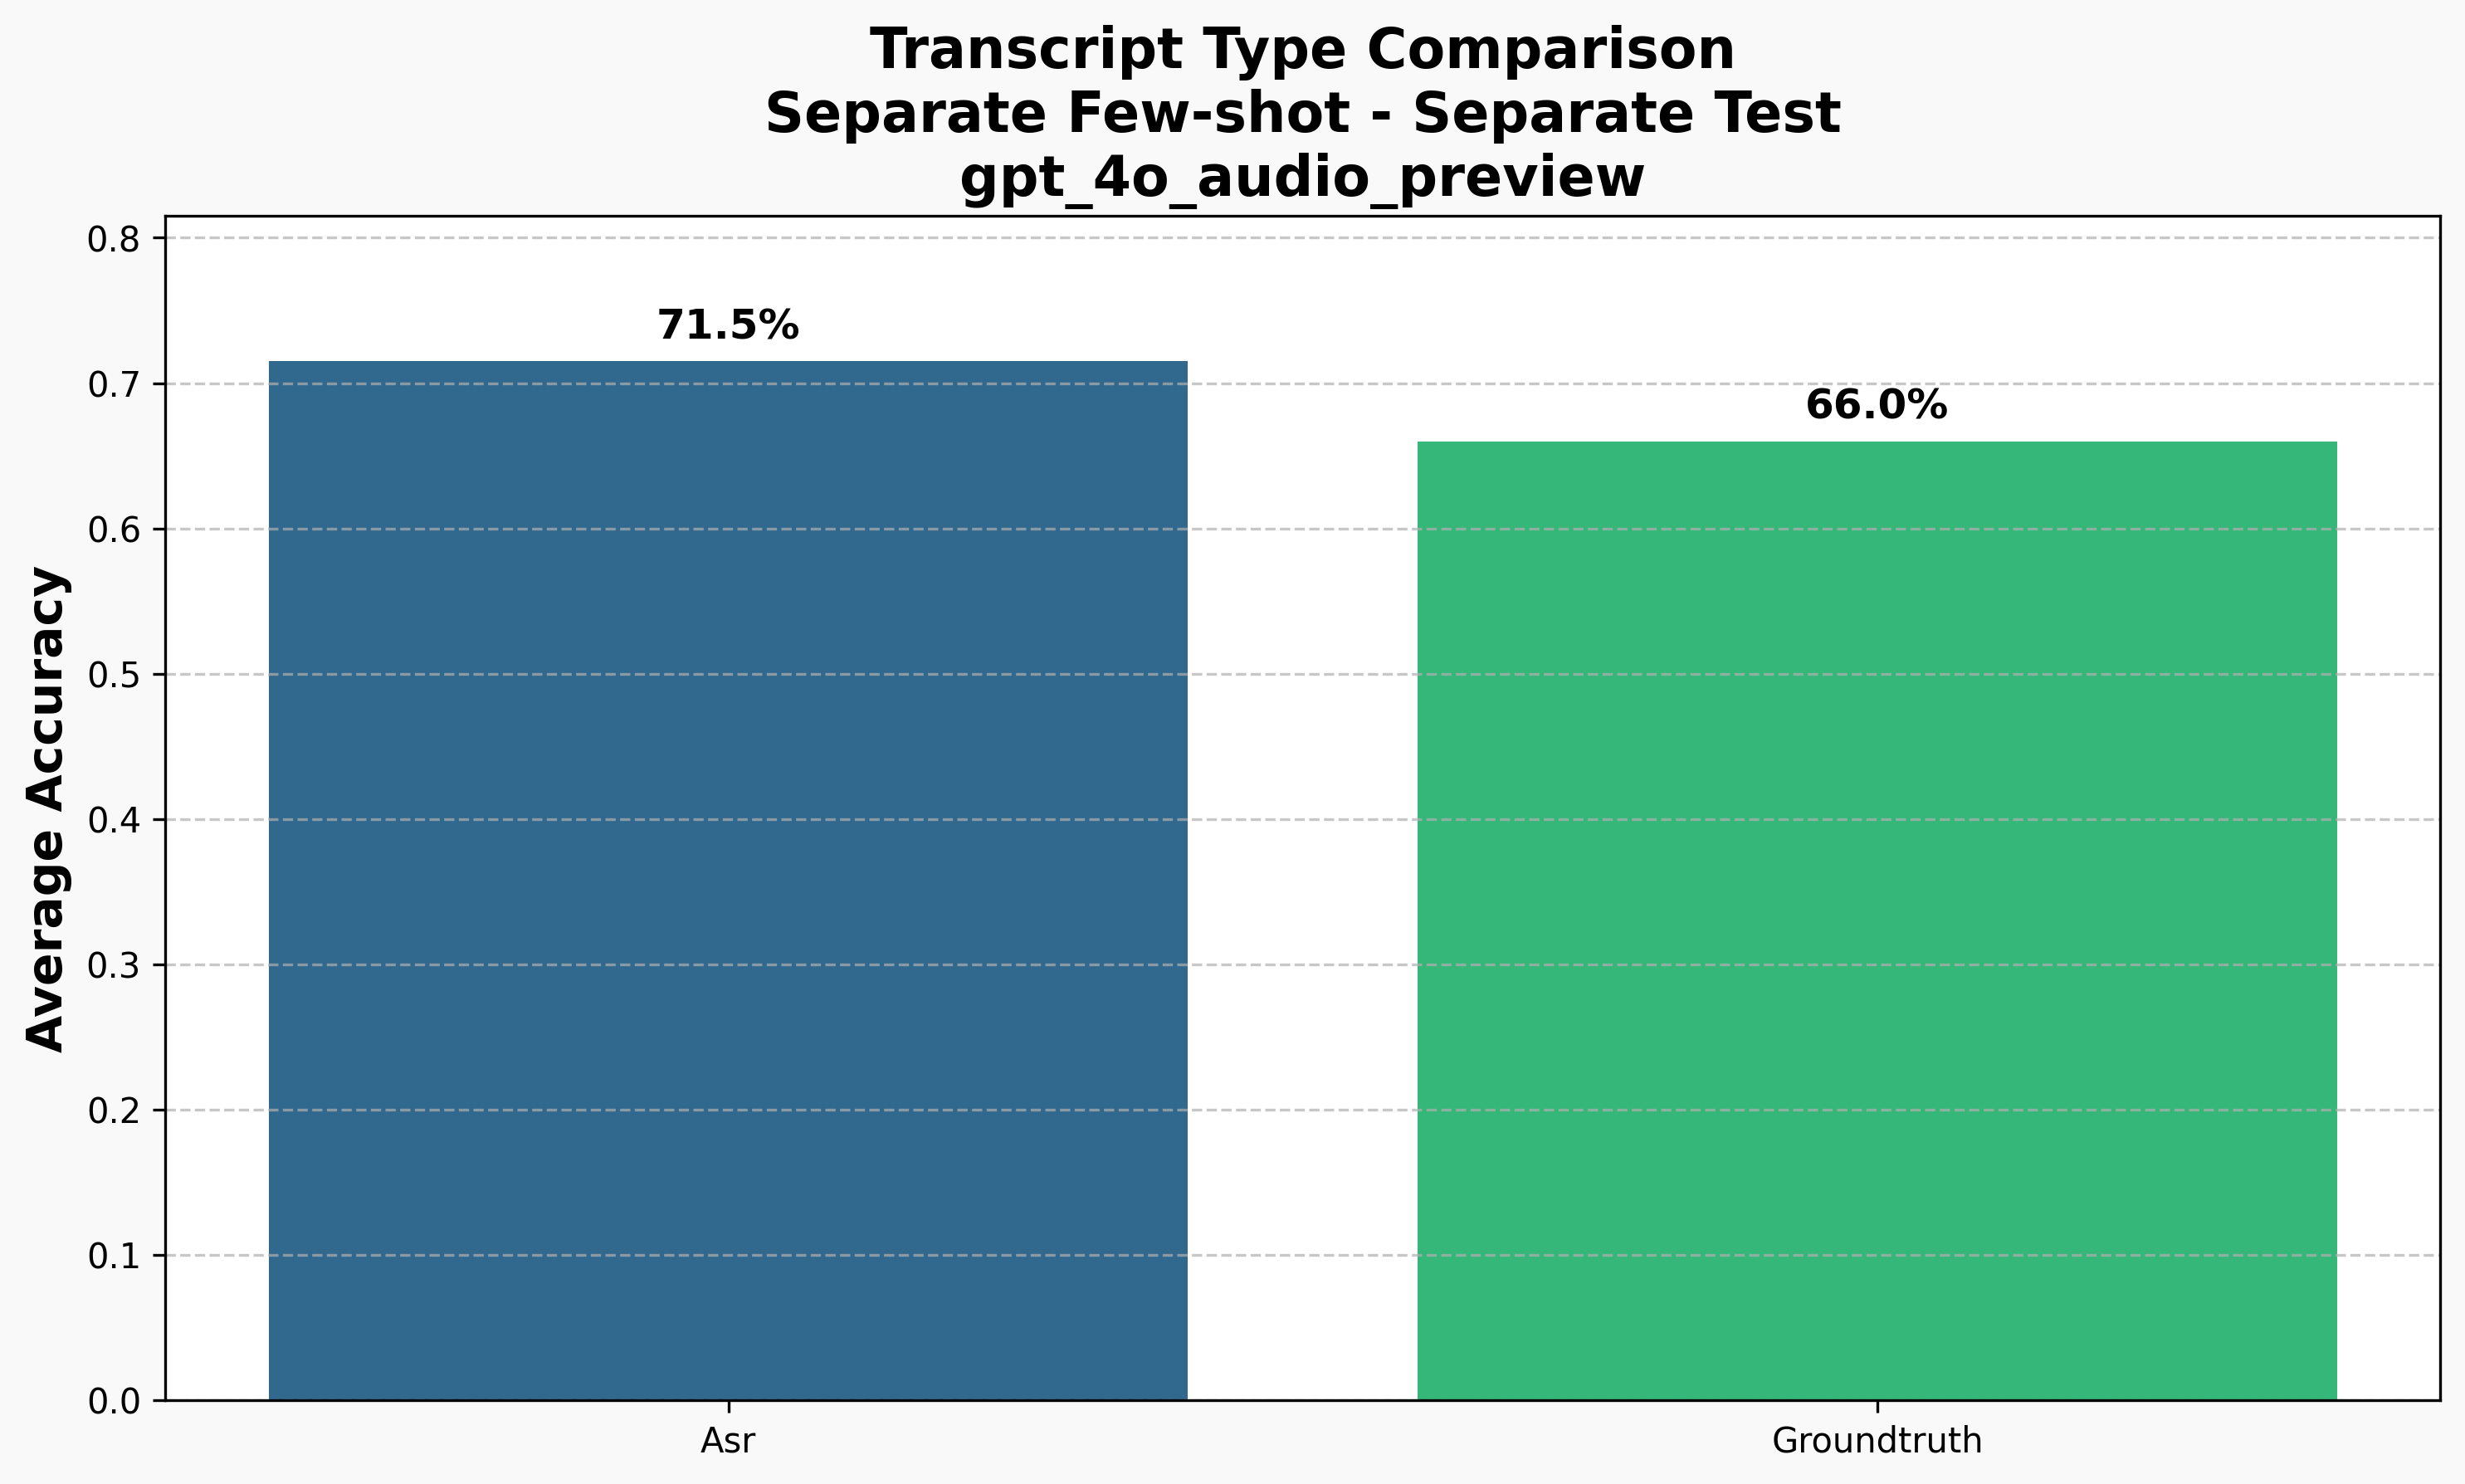 Transcript Type Comparison
Separate Few-shot - Separate Test
gpt_4o_audio_preview
Average Accuracy
0.8
0.7
0.6
0.5
0.4
0.3
0.2
0.1
0.0
71.5%
66.0%
Asr
Groundtruth